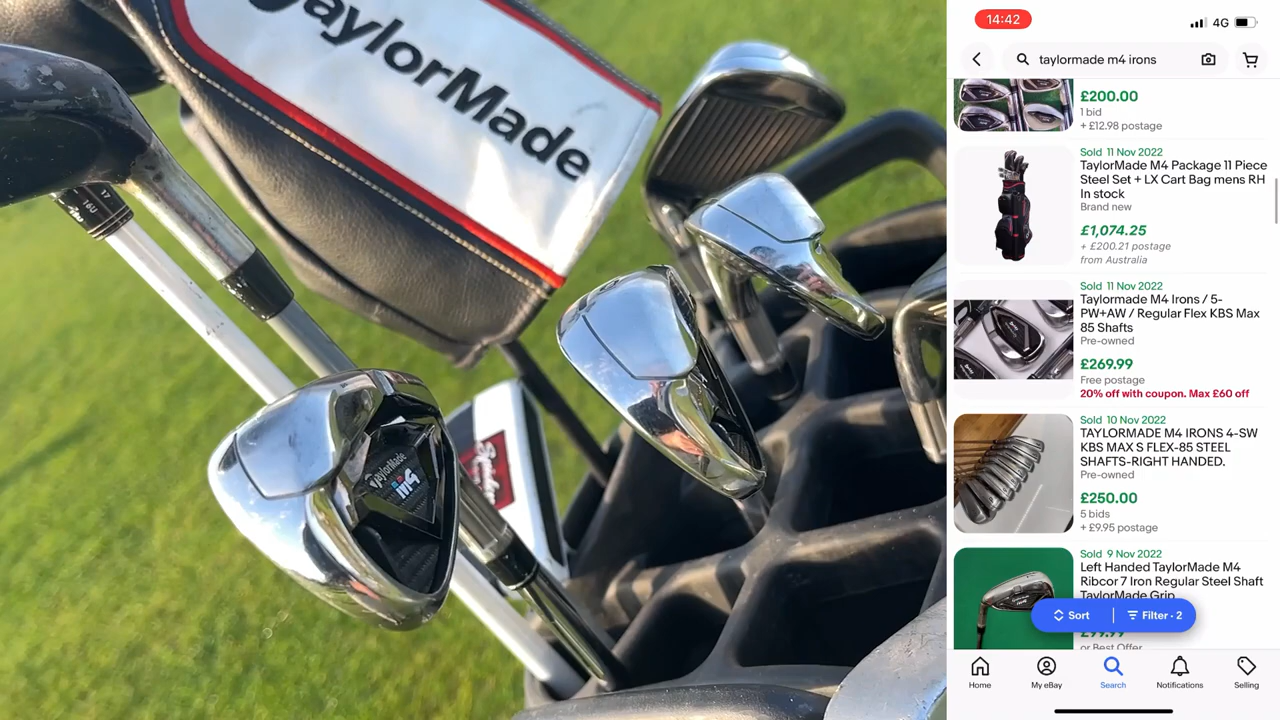 TaylorMade
16U
TaylorMade
M4
Spider
14:42
4G
taylormade m4 irons
£200.00
1 bid
+ £12.98 postage
Sold 11 Nov 2022
TaylorMade M4 Package 11 Piece
Steel Set + LX Cart Bag mens RH
In stock
Brand new
£1,074.25
+ £200.21 postage
from Australia
Sold 11 Nov 2022
Taylormade M4 Irons / 5-
PW+AW / Regular Flex KBS Max
85 Shafts
Pre-owned
£269.99
Free postage
20% off with coupon. Max £60 off
Sold 10 Nov 2022
TAYLORMADE M4 IRONS 4-SW
KBS MAX S FLEX-85 STEEL
SHAFTS-RIGHT HANDED.
Pre-owned
£250.00
5 bids
+ £9.95 postage
Sold 9 Nov 2022
Left Handed TaylorMade M4
Ribcor 7 Iron Regular Steel Shaft
TaylorMade Grip
Sort
Filter · 2
£99.99
or Best Offer
Home
My eBay
Search
Notifications
Selling